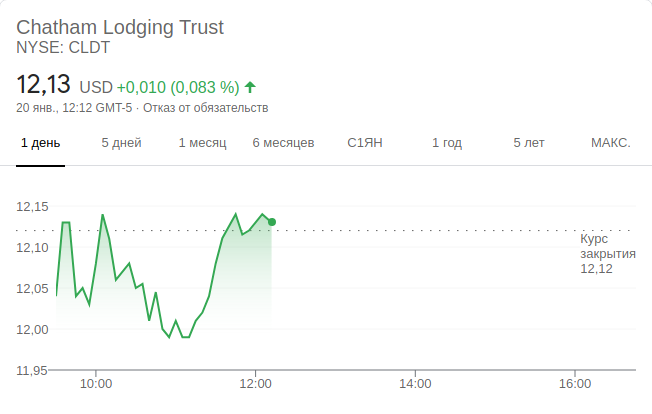 Chatham Lodging Trust
NYSE: CLDT
12,13 USD +0,010 (0,083 %)
20 янв., 12:12 GMT-5 · Отказ от обязательств
1 день 5 дней 1 месяц 6 месяцев С1ЯН 1 год 5 лет МАКС.
12,15
12,10
12,05
12,00
11,95
Курс
закрытия
12,12
10:00 12:00 14:00 16:00